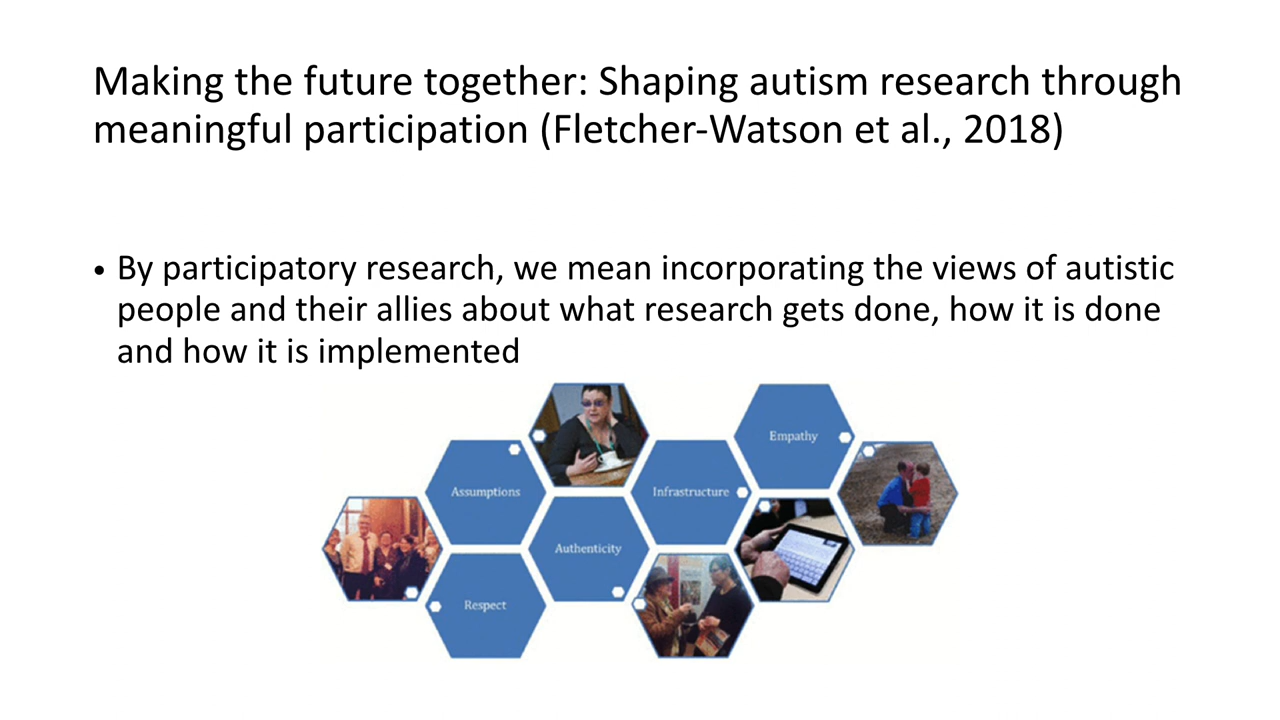 Making the future together: Shaping autism research through
meaningful participation (Fletcher-Watson et al., 2018)
• By participatory research, we mean incorporating the views of autistic
people and their allies about what research gets done, how it is done
and how it is implemented
Empathy
Assumptions
Infrastructure
Authenticity
Respect